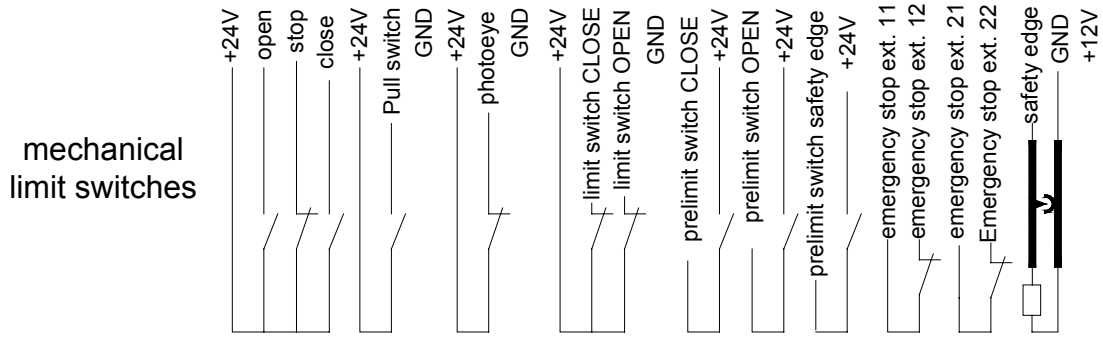 mechanical
limit switches
+24V
open
stop
close
+24V
Pull switch
GND
+24V
photoeye
GND
+24V
limit switch CLOSE
limit switch OPEN
GND
prelimit switch CLOSE
+24V
prelimit switch OPEN
+24V
prelimit switch safety edge
+24V
emergency stop ext. 11
emergency stop ext. 12
emergency stop ext. 21
Emergency stop ext. 22
safety edge
GND
+12V